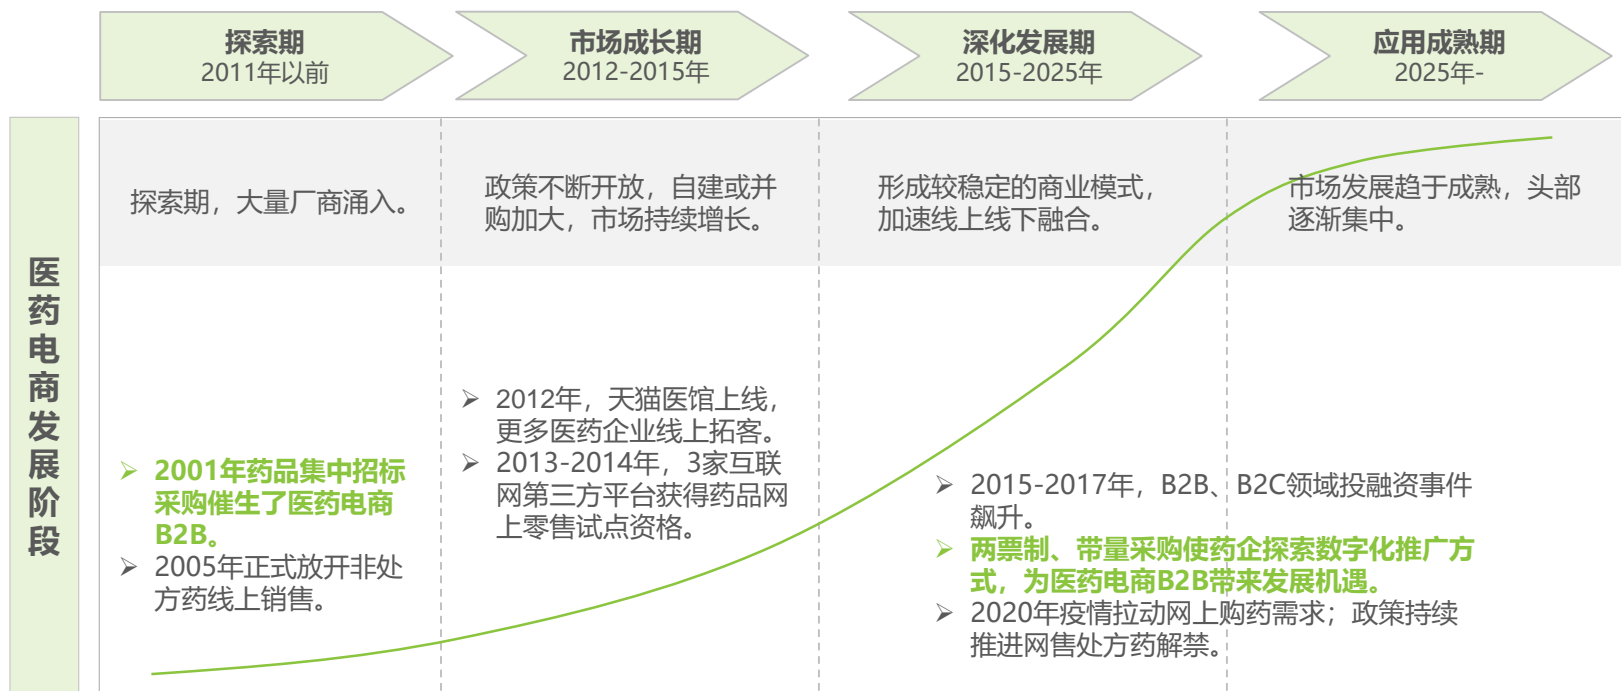 探索期
2011年以前
市场成长期
2012-2015年
深化发展期
2015-2025年
应用成熟期
2025年-
医药电商发展阶段
探索期，大量厂商涌入。
政策不断开放，自建或并
购加大，市场持续增长。
形成较稳定的商业模式，
加速线上线下融合。
市场发展趋于成熟，头部
逐渐集中。
➢ 2001年药品集中招标
采购催生了医药电商
B2B。
➢ 2005年正式放开非处
方药线上销售。
➢ 2012年，天猫医馆上线，
更多医药企业线上拓客。
➢ 2013-2014年，3家互联
网第三方平台获得药品网
上零售试点资格。
➢ 2015-2017年，B2B、B2C领域投融资事件
飙升。
➢ 两票制、带量采购使药企探索数字化推广方
式，为医药电商B2B带来发展机遇。
➢ 2020年疫情拉动网上购药需求；政策持续
推进网售处方药解禁。